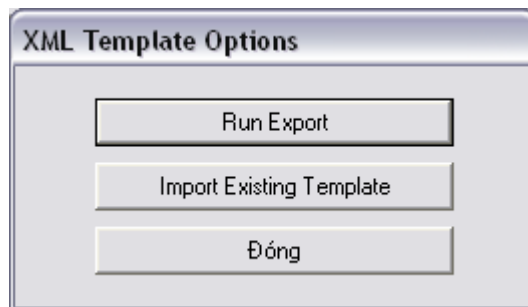 XML Template Options
Run Export
Import Existing Template
Đóng